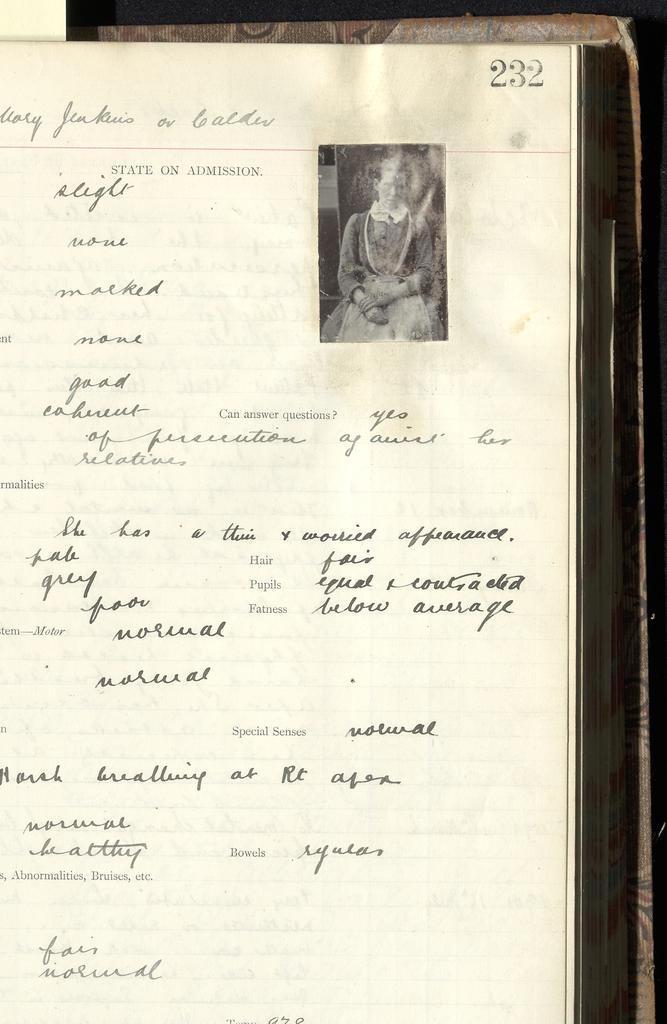 232
Mary Jenkins or Calder
STATE ON ADMISSION.
slight
none
marked
nt none
good
coherent Can answer questions? yes
of persecution against her
relatives
rmalities
She has a thin & worried appearance.
pale Hair fair
grey Pupils equal & contracted
poor Fatness below average
stem—Motor normal
normal
n Special Senses normal
Harsh breathing at Rt apex
normal
healthy Bowels regular
s, Abnormalities, Bruises, etc.
fair
normal
Temp.